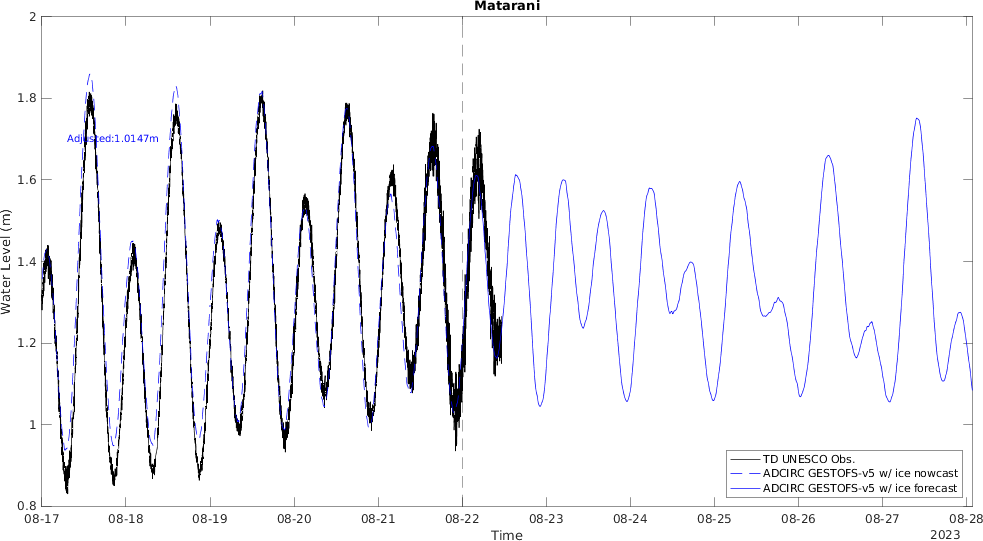 Matarani
2
1.8
1.6
1.4
1.2
1
0.8
Water Level (m)
Adjusted:1.0147m
TD UNESCO Obs.
ADCIRC GESTOFS-v5 w/ ice nowcast
ADCIRC GESTOFS-v5 w/ ice forecast
08-17 08-18 08-19 08-20 08-21 08-22 08-23 08-24 08-25 08-26 08-27 08-28
Time
2023